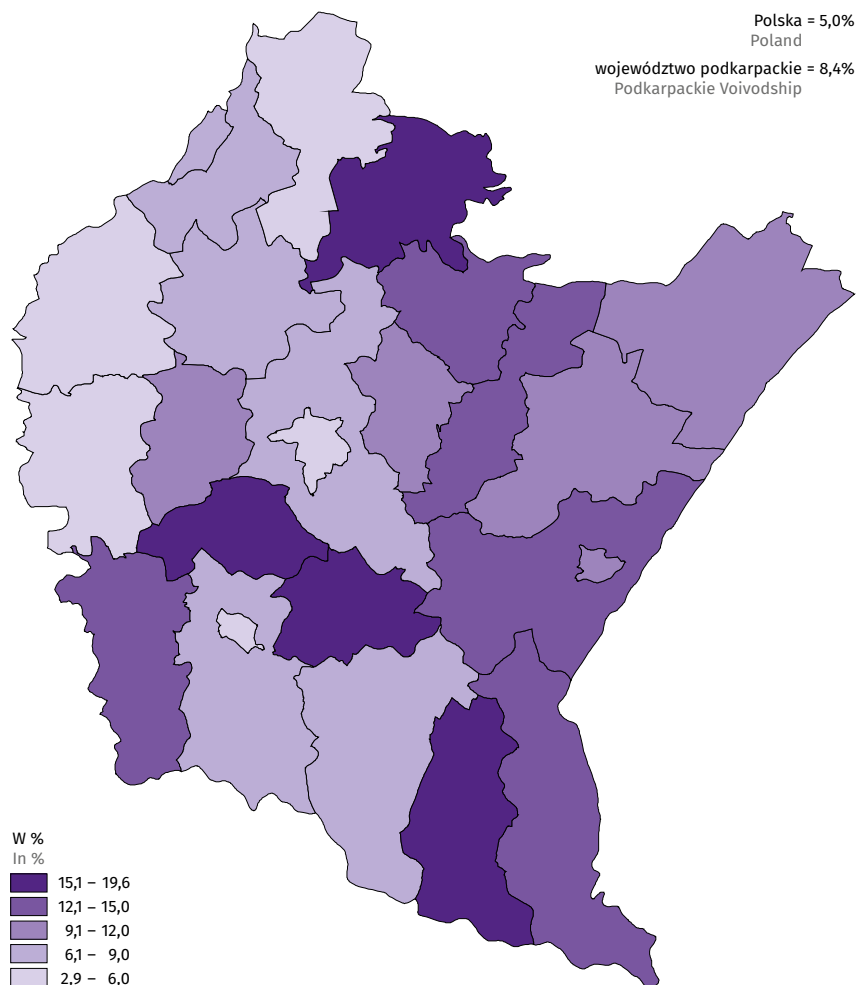 Polska = 5,0%
Poland
województwo podkarpackie = 8,4%
Podkarpackie Voivodship
W %
In %
15,1 – 19,6
12,1 – 15,0
9,1 – 12,0
6,1 – 9,0
2,9 – 6,0